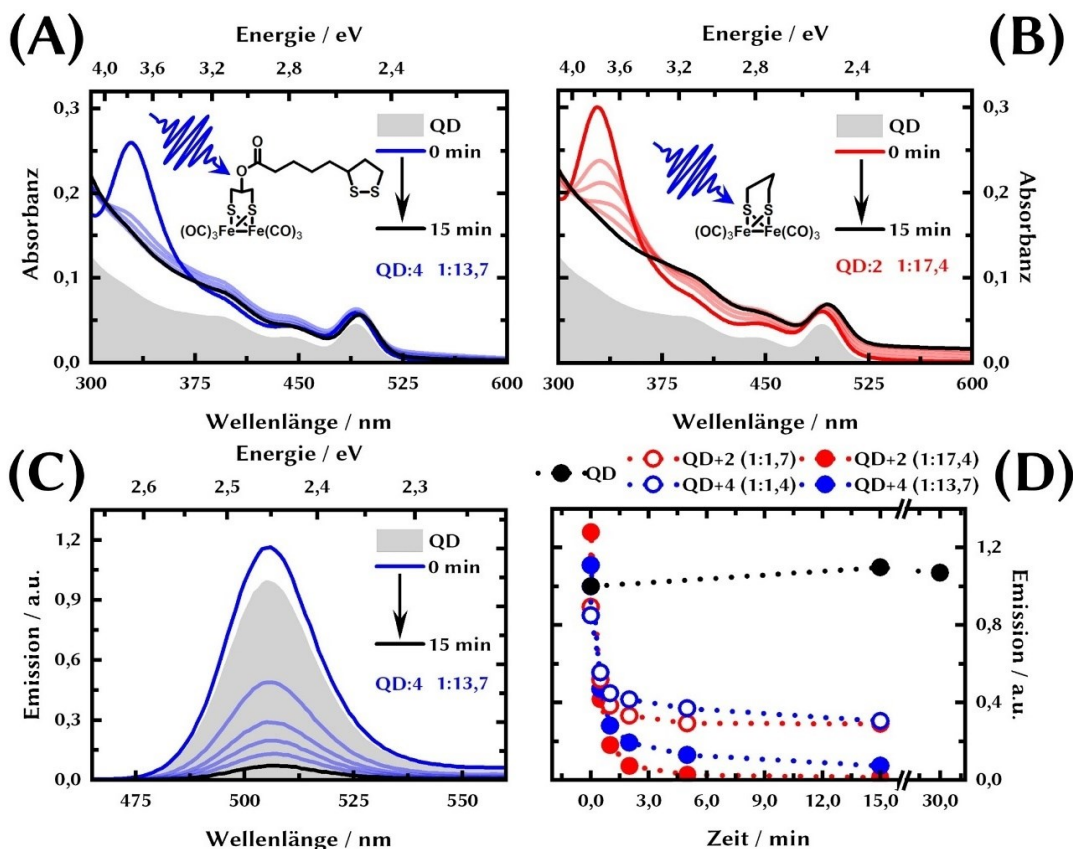 (A)
Energie / eV
4,0 3,6 3,2 2,8 2,4
Absorbanz
0,3
0,2
0,1
0,0
QD
0 min
15 min
QD:4 1:13,7
O
O
S S
S-S
(OC)₃Fe Fe(CO)₃
300 375 450 525 600
Wellenlänge / nm
(B)
Energie / eV
4,0 3,6 3,2 2,8 2,4
Absorbanz
0,3
0,2
0,1
0,0
QD
0 min
15 min
QD:2 1:17,4
S S
(OC)₃Fe Fe(CO)₃
300 375 450 525 600
Wellenlänge / nm
(C)
Energie / eV
2,6 2,5 2,4 2,3
Emission / a.u.
1,2
0,9
0,6
0,3
0,0
QD
0 min
15 min
QD:4 1:13,7
475 500 525 550
Wellenlänge / nm
(D)
QD
QD+2 (1:1,7) QD+2 (1:17,4)
QD+4 (1:1,4) QD+4 (1:13,7)
Emission / a.u.
1,2
0,8
0,4
0,0
0,0 3,0 6,0 9,0 12,0 15,0 30,0
Zeit / min